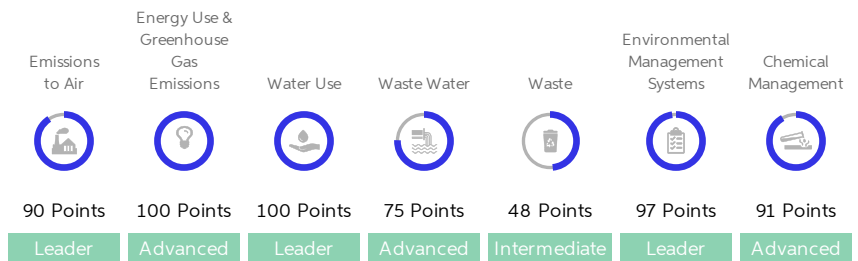 Emissions
to Air
Energy Use &
Greenhouse
Gas
Emissions
Water Use
Waste Water
Waste
Environmental
Management
Systems
Chemical
Management
90 Points
100 Points
100 Points
75 Points
48 Points
97 Points
91 Points
Leader
Advanced
Leader
Advanced
Intermediate
Leader
Advanced